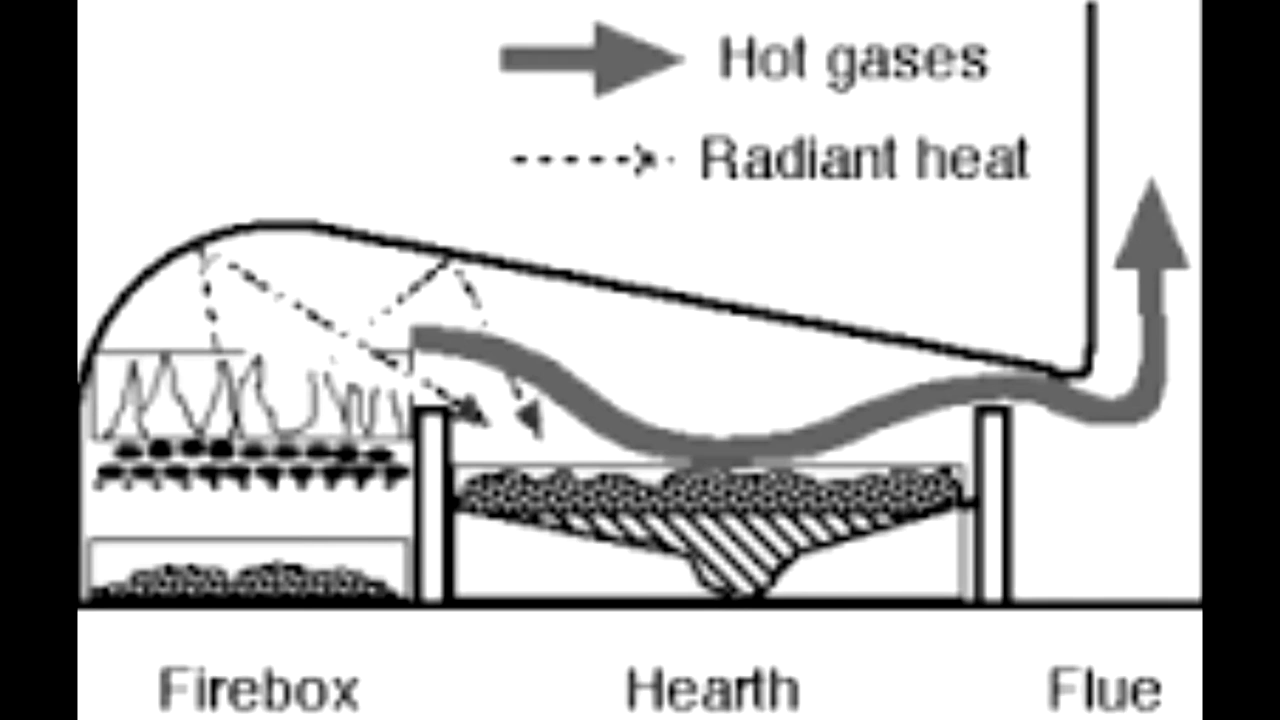 Hot gases
Radiant heat
Firebox
Hearth
Flue